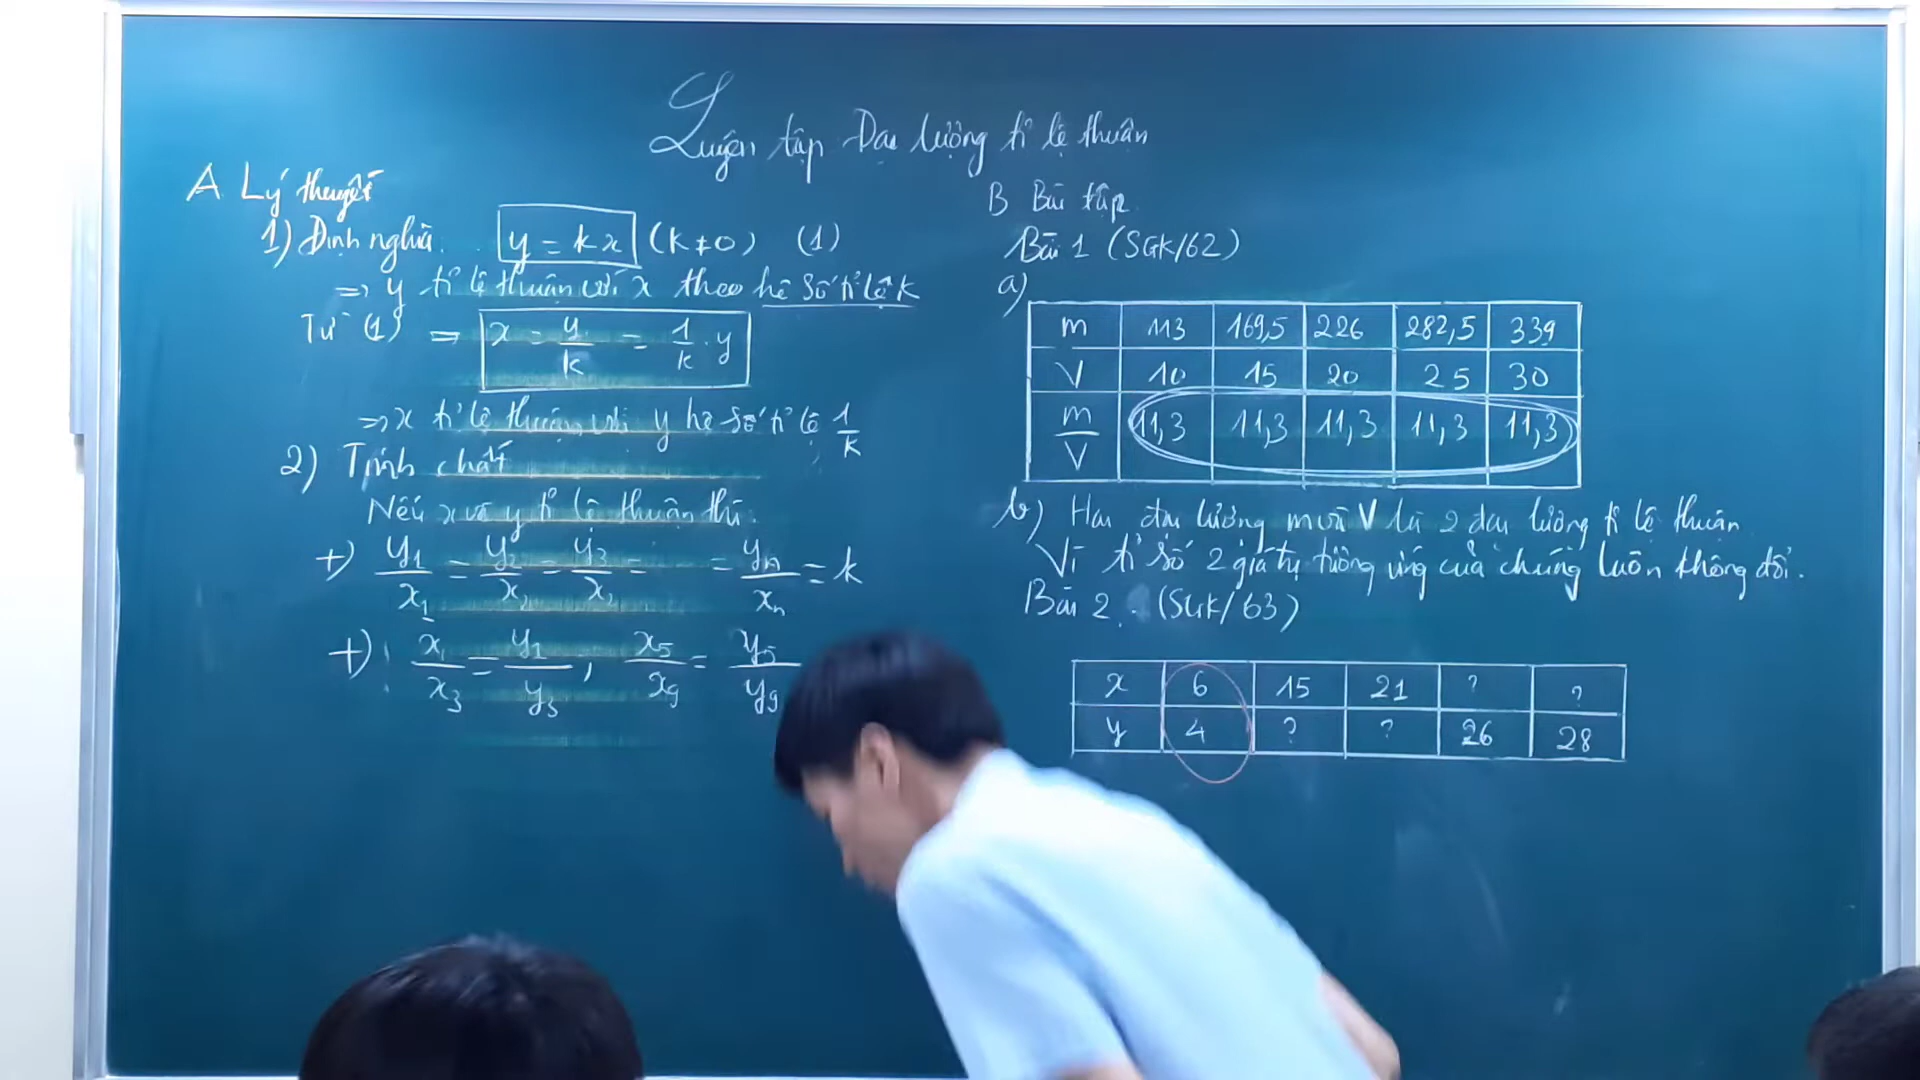 Luyện tập Đại lượng tỉ lệ thuận
A Lý thuyết
1) Định nghĩa. y = kx (k≠0) (1)
=> y tỉ lệ thuận với x theo hệ số tỉ lệ k
Từ (1) => x = y/k = 1/k . y
=> x tỉ lệ thuận với y hệ số tỉ lệ 1/k
2) Tính chất
Nếu x và y tỉ lệ thuận thì.
+) y₁/x₁ = y₂/x₂ = y₃/x₃ = = yₙ/xₙ = k
+) x₁/x₃ = y₁/y₃ ; x₅/x₉ = y₅/y₉
B Bài tập
Bài 1 (SGK/62)
a)
m 113 169,5 226 282,5 339
V 10 15 20 25 30
m/V 11,3 11,3 11,3 11,3 11,3
b) Hai đại lượng m và V là 2 đại lượng tỉ lệ thuận
Vì tỉ số 2 giá trị tương ứng của chúng luôn không đổi.
Bài 2. (SGK/63)
x 6 15 21 ? ?
y 4 ? ? 26 28